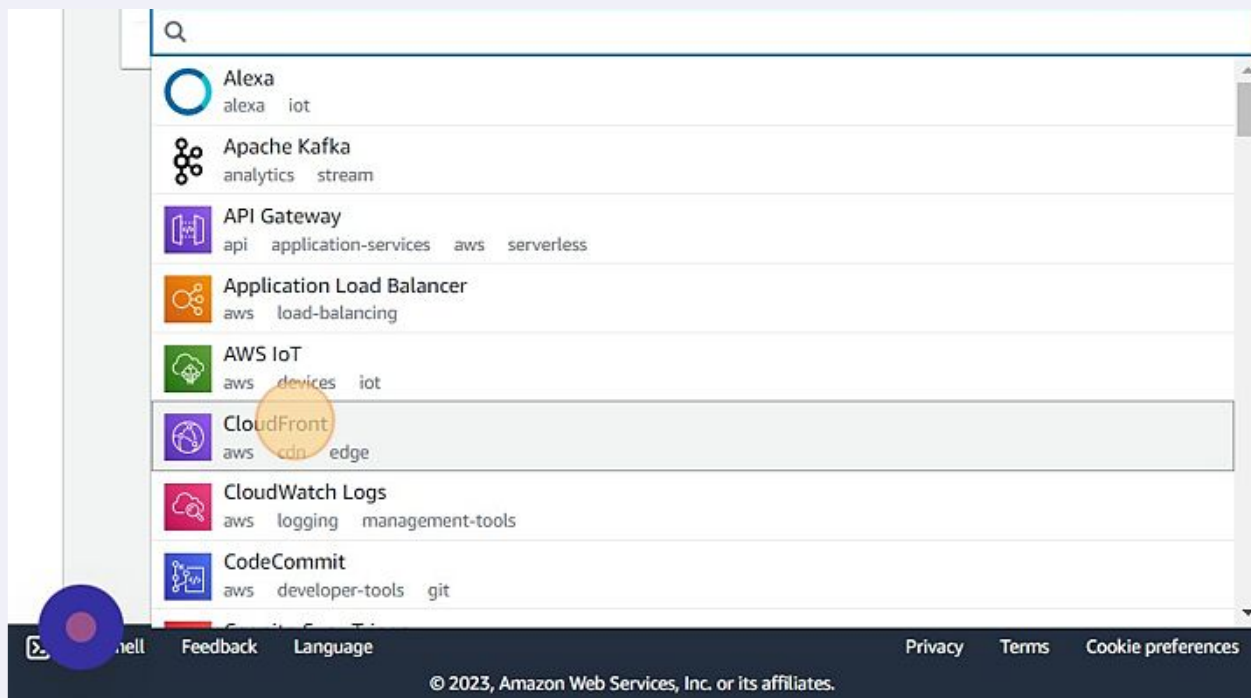 Alexa
alexa iot
Apache Kafka
analytics stream
API Gateway
api application-services aws serverless
Application Load Balancer
aws load-balancing
AWS IoT
aws devices iot
CloudFront
aws cdn edge
CloudWatch Logs
aws logging management-tools
CodeCommit
aws developer-tools git
Feedback Language Privacy Terms Cookie preferences
© 2023, Amazon Web Services, Inc. or its affiliates.